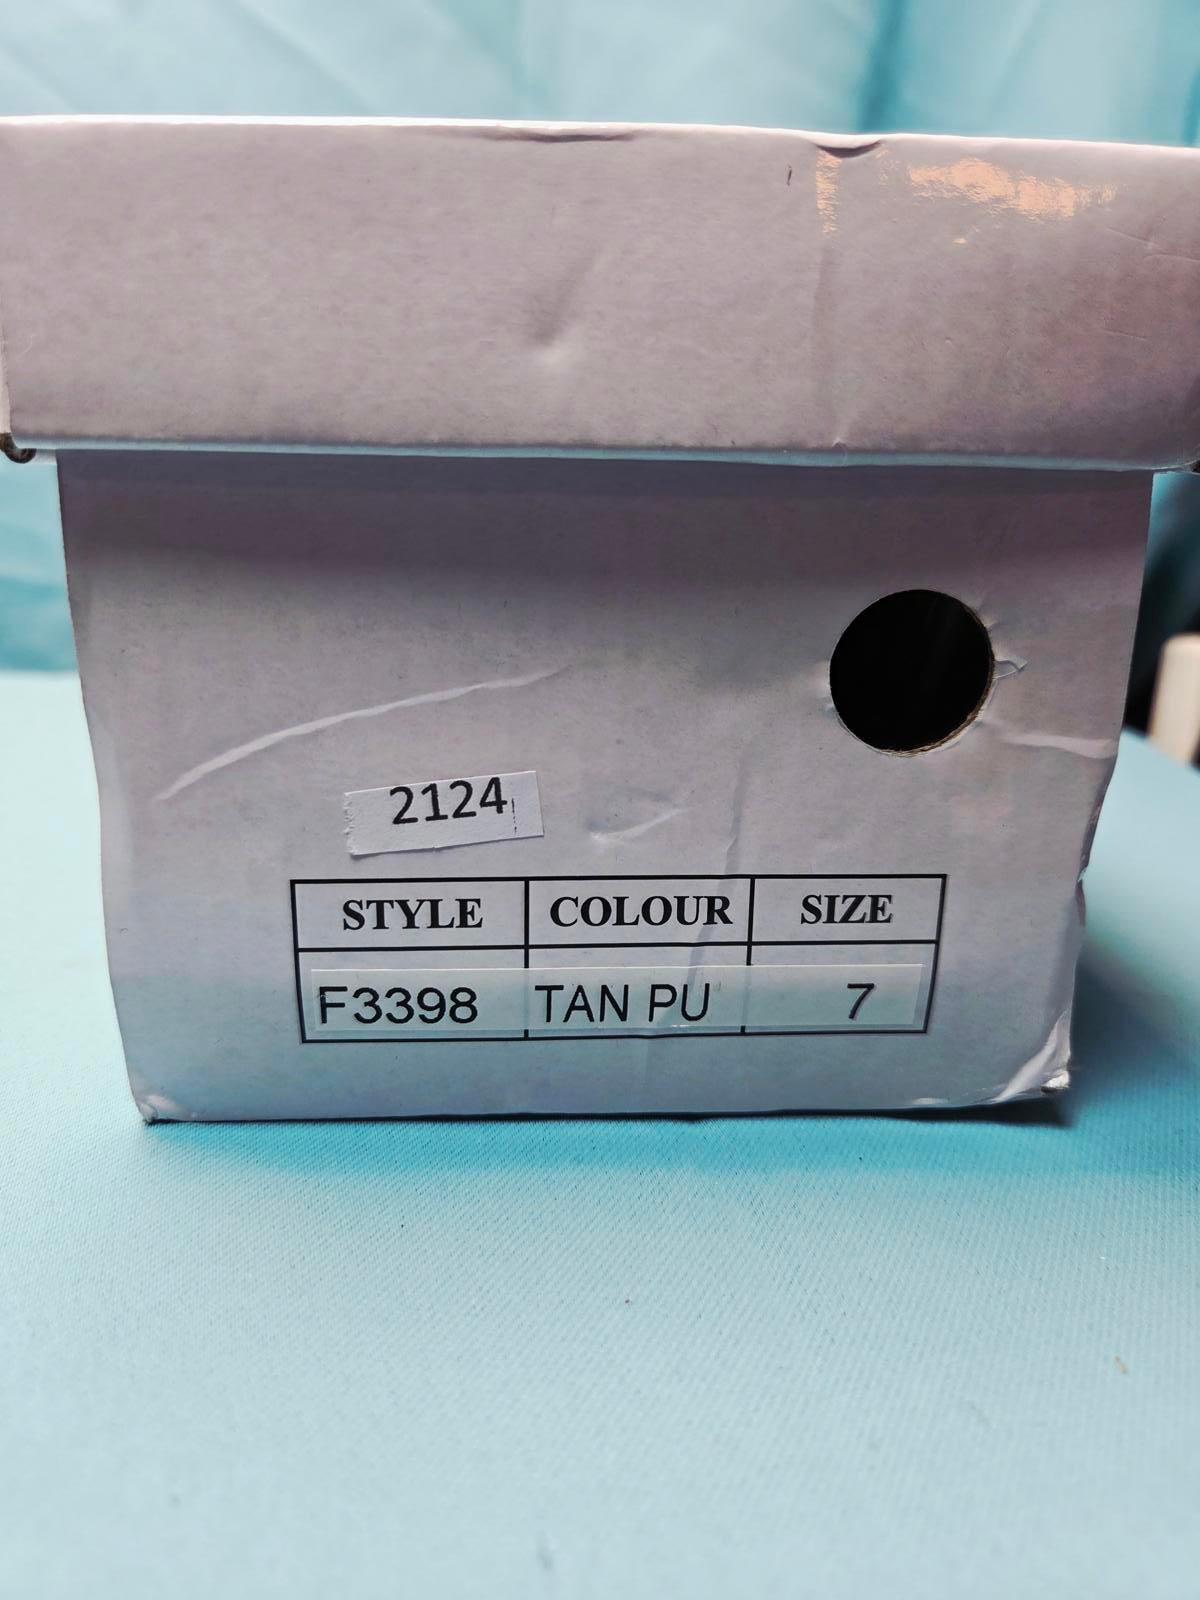 2124
STYLE COLOUR SIZE
F3398 TAN PU 7